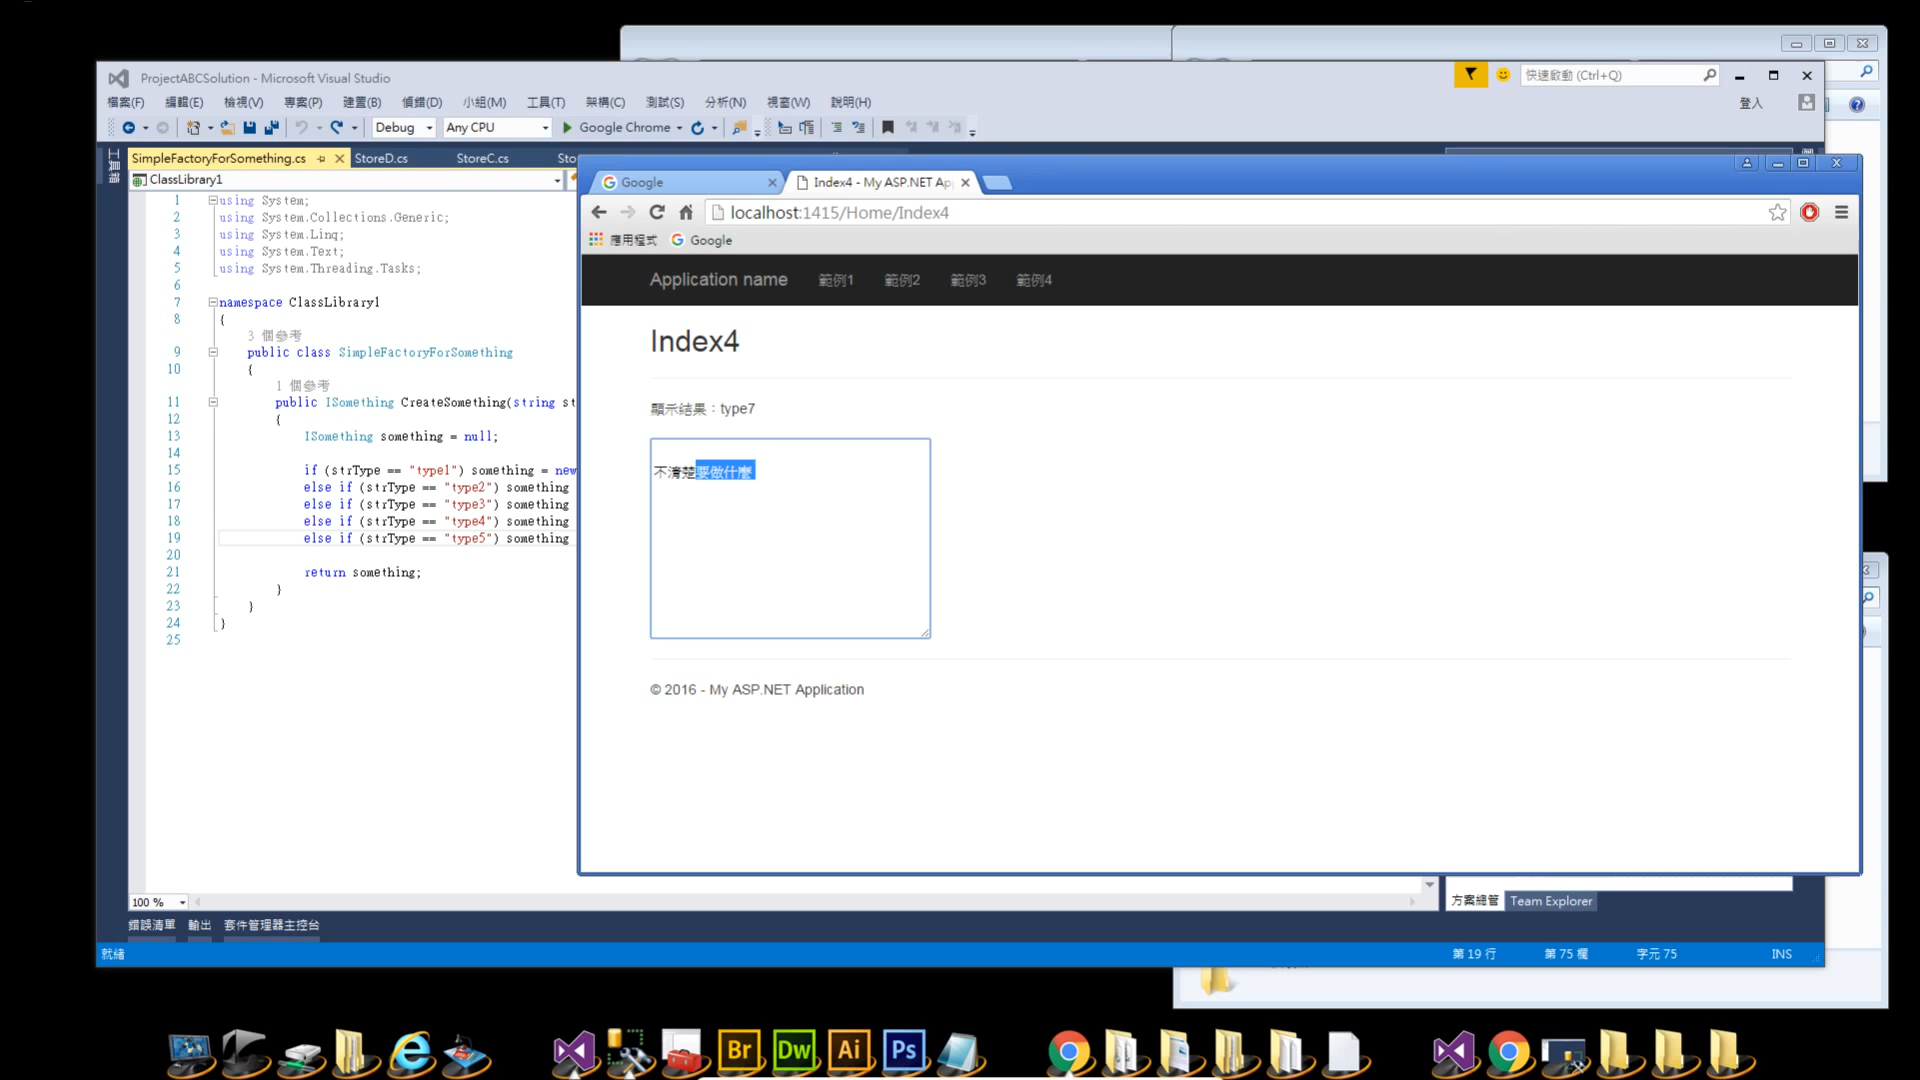 ProjectABCSolution - Microsoft Visual Studio
快速啟動 (Ctrl+Q)
檔案(F) 編輯(E) 檢視(V) 專案(P) 建置(B) 偵錯(D) 小組(M) 工具(T) 架構(C) 測試(S) 分析(N) 視窗(W) 說明(H)
登入
Debug Any CPU Google Chrome
工具箱
SimpleFactoryForSomething.cs StoreD.cs StoreC.cs Sto
ClassLibrary1
1 using System;
2 using System.Collections.Generic;
3 using System.Linq;
4 using System.Text;
5 using System.Threading.Tasks;
6
7 namespace ClassLibrary1
8 {
3 個參考
9 public class SimpleFactoryForSomething
10 {
1 個參考
11 public ISomething CreateSomething(string st
12 {
13 ISomething something = null;
14
15 if (strType == "type1") something = new
16 else if (strType == "type2") something
17 else if (strType == "type3") something
18 else if (strType == "type4") something
19 else if (strType == "type5") something
20
21 return something;
22 }
23 }
24 }
25
100 %
錯誤清單 輸出 套件管理器主控台
就緒
方案總管 Team Explorer
第 19 行 第 75 欄 字元 75 INS
Google
Index4 - My ASP.NET Ap
localhost:1415/Home/Index4
應用程式 Google
Application name 範例1 範例2 範例3 範例4
Index4
顯示結果：type7
不清楚要做什麼
© 2016 - My ASP.NET Application
Br Dw Ai Ps